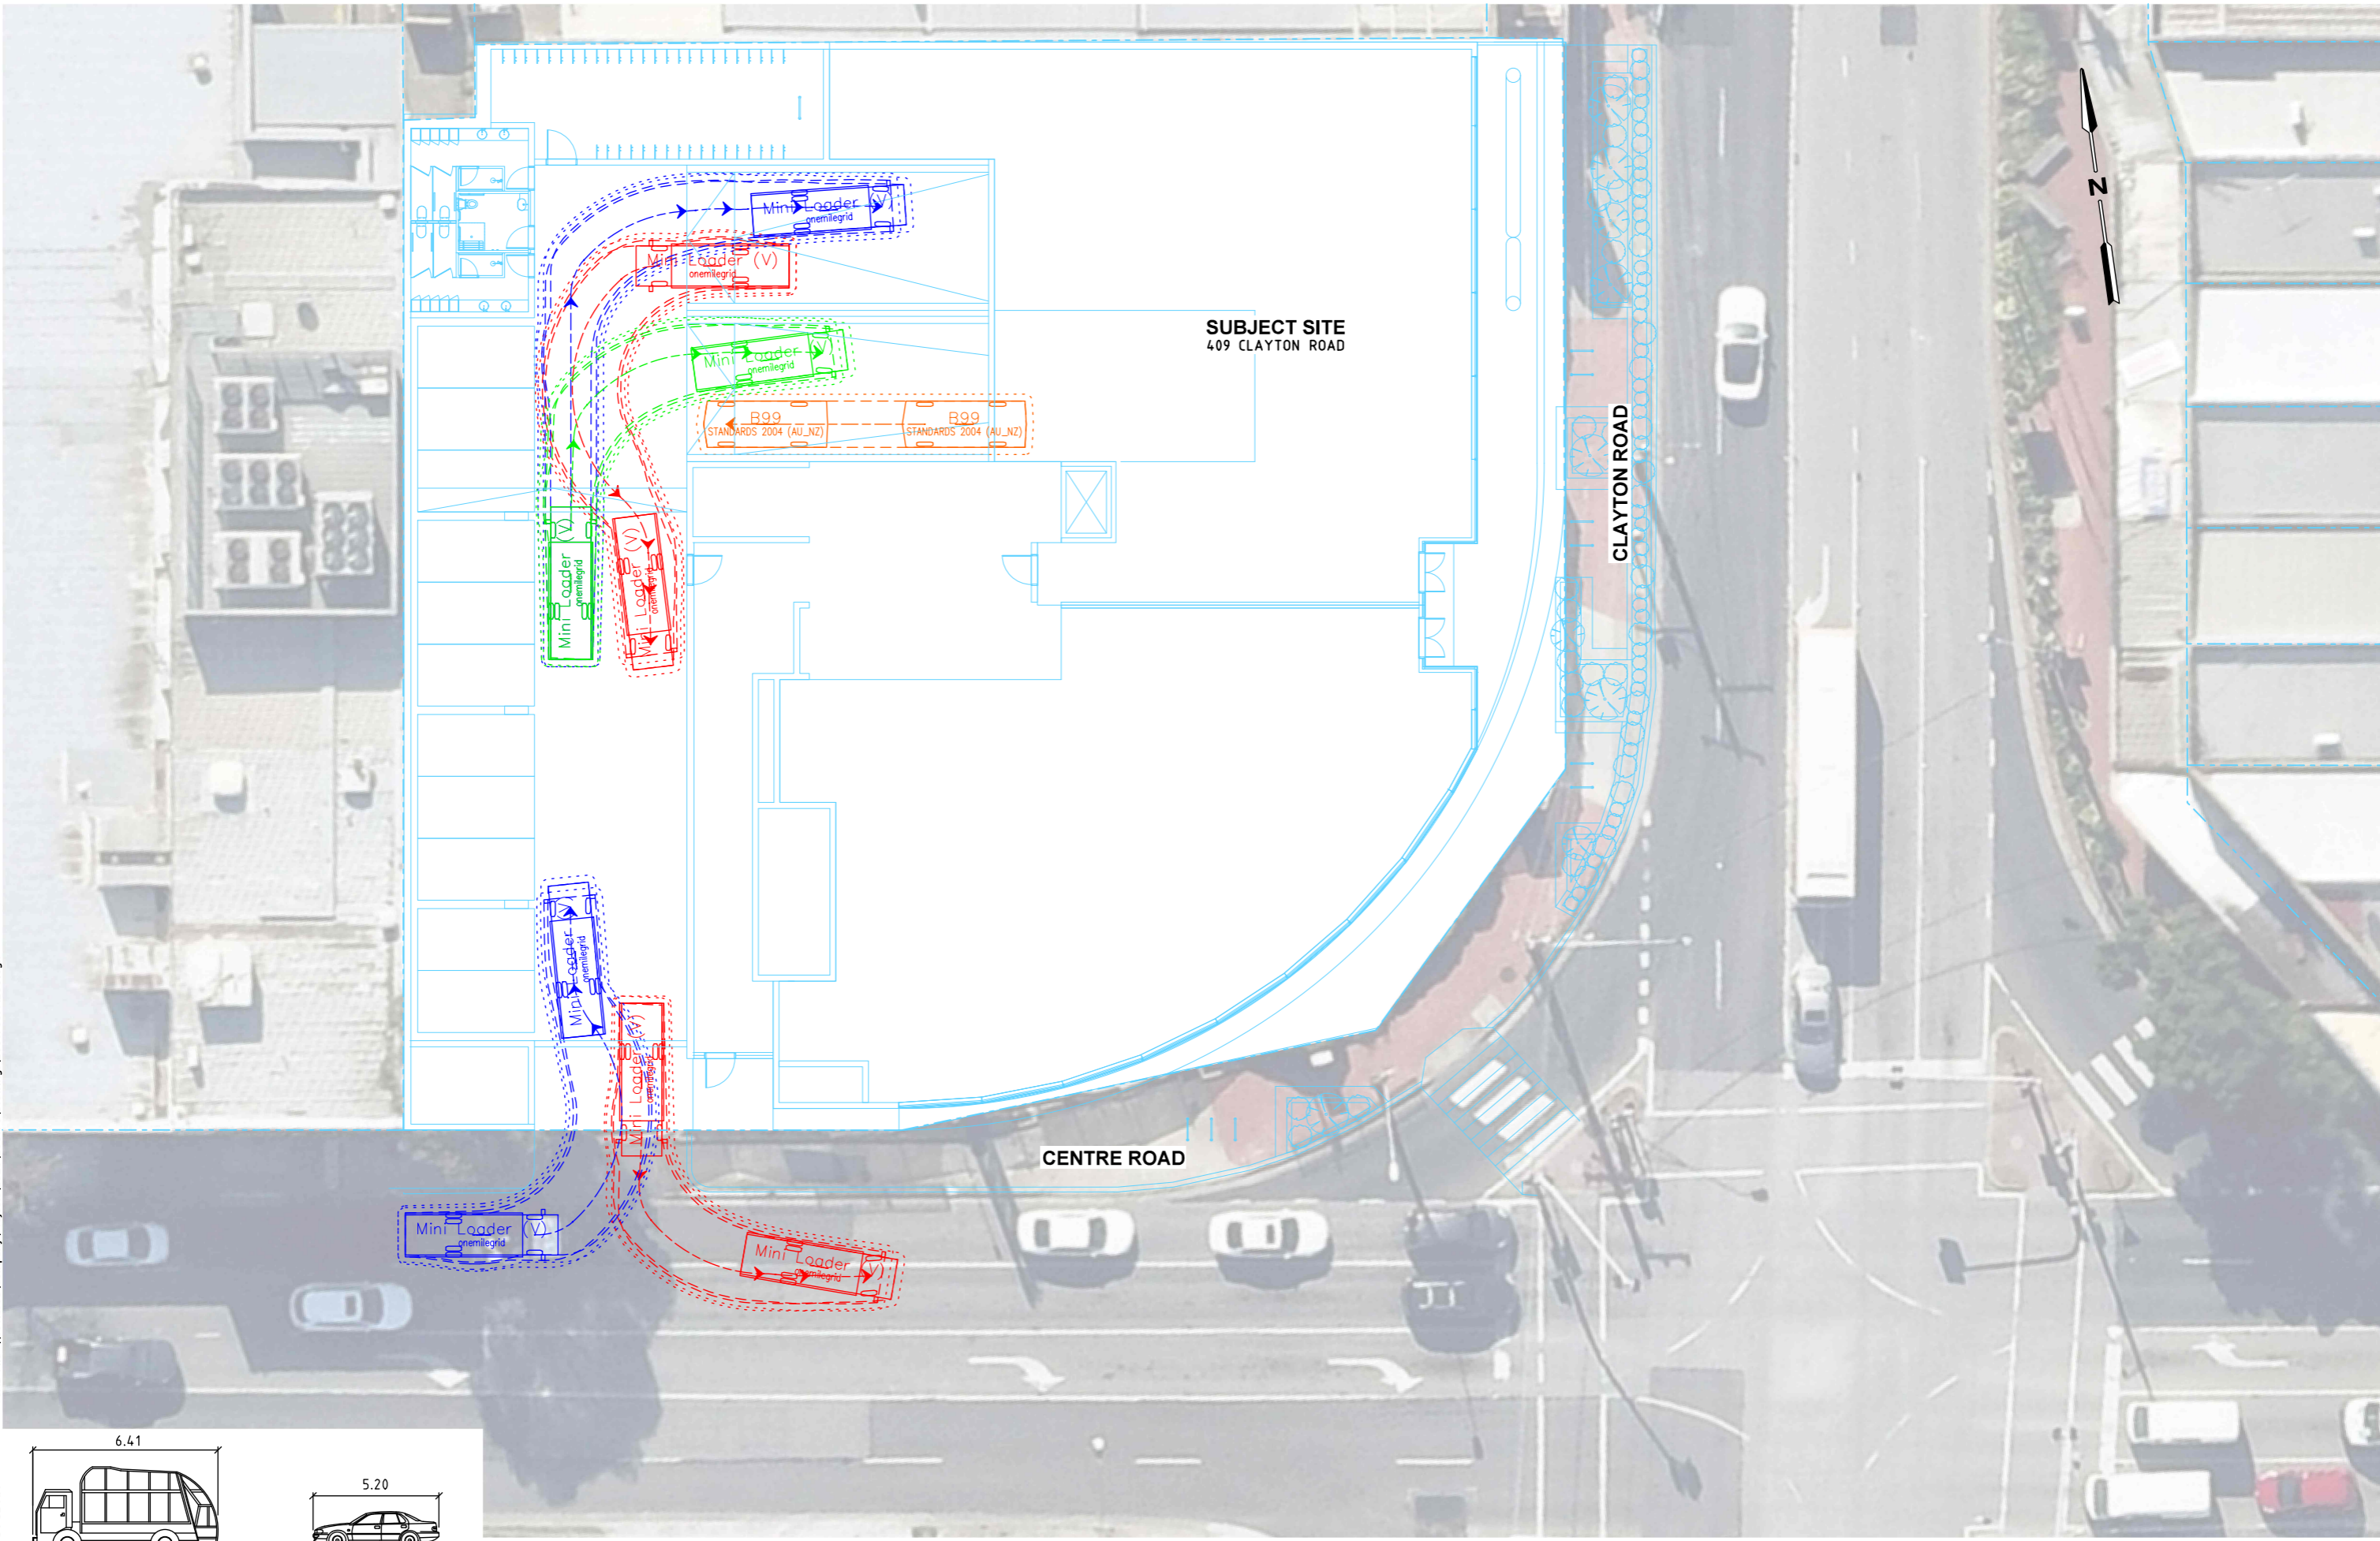 Mini Loader (V)
onemilegrid
Mini Loader (V)
onemilegrid
Mini Loader (V)
onemilegrid
B99
STANDARDS 2004 (AU_NZ)
B99
STANDARDS 2004 (AU_NZ)
SUBJECT SITE
409 CLAYTON ROAD
CLAYTON ROAD
N
Mini Loader (V)
onemilegrid
Mini Loader (V)
onemilegrid
Mini Loader (V)
onemilegrid
Mini Loader (V)
onemilegrid
CENTRE ROAD
Mini Loader (V)
onemilegrid
Mini Loader (V)
onemilegrid
6.41
5.20